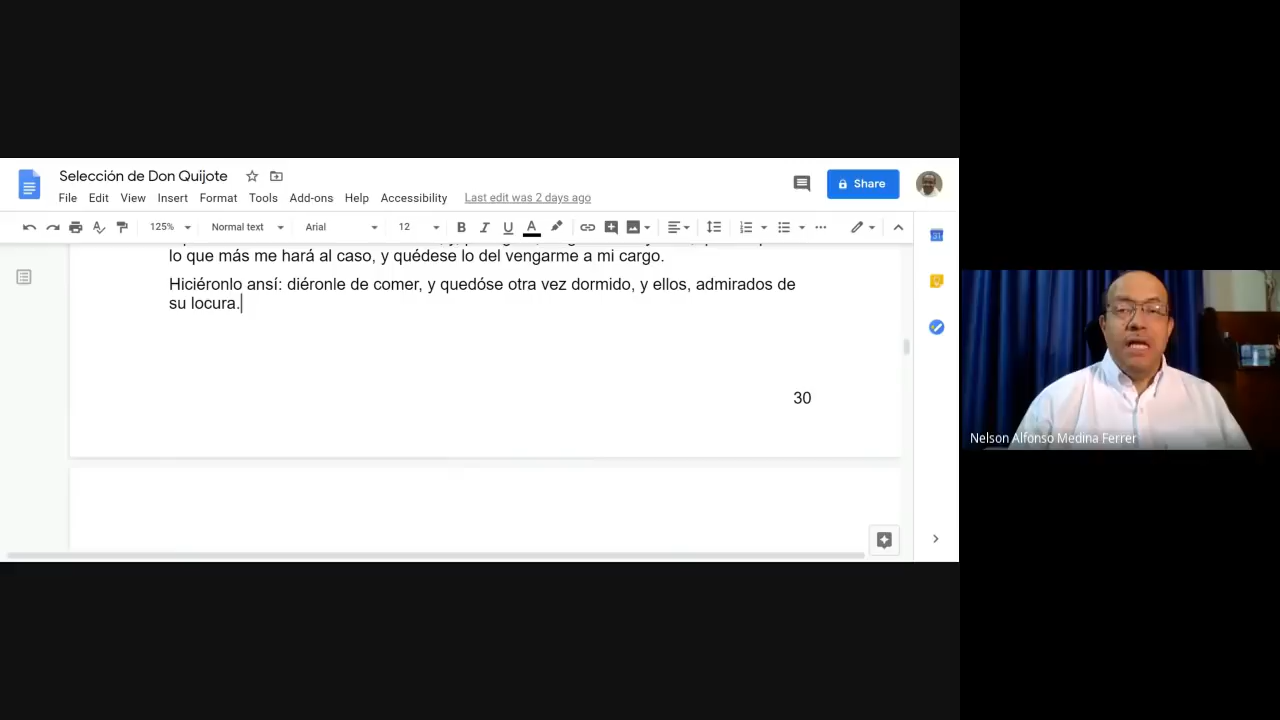 Selección de Don Quijote
File Edit View Insert Format Tools Add-ons Help Accessibility Last edit was 2 days ago
Share
125% Normal text Arial 12 B I U A
lo que más me hará al caso, y quédese lo del vengarme a mi cargo.
Hiciéronlo ansí: diéronle de comer, y quedóse otra vez dormido, y ellos, admirados de
su locura.
30
Nelson Alfonso Medina Ferrer